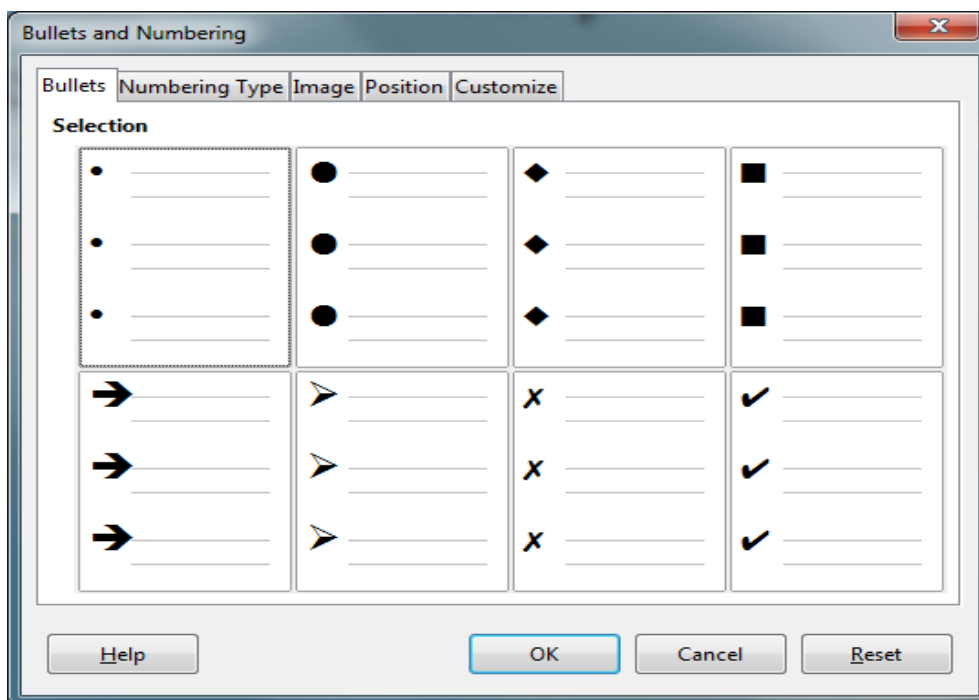 Bullets and Numbering
Bullets Numbering Type Image Position Customize
Selection
Help OK Cancel Reset